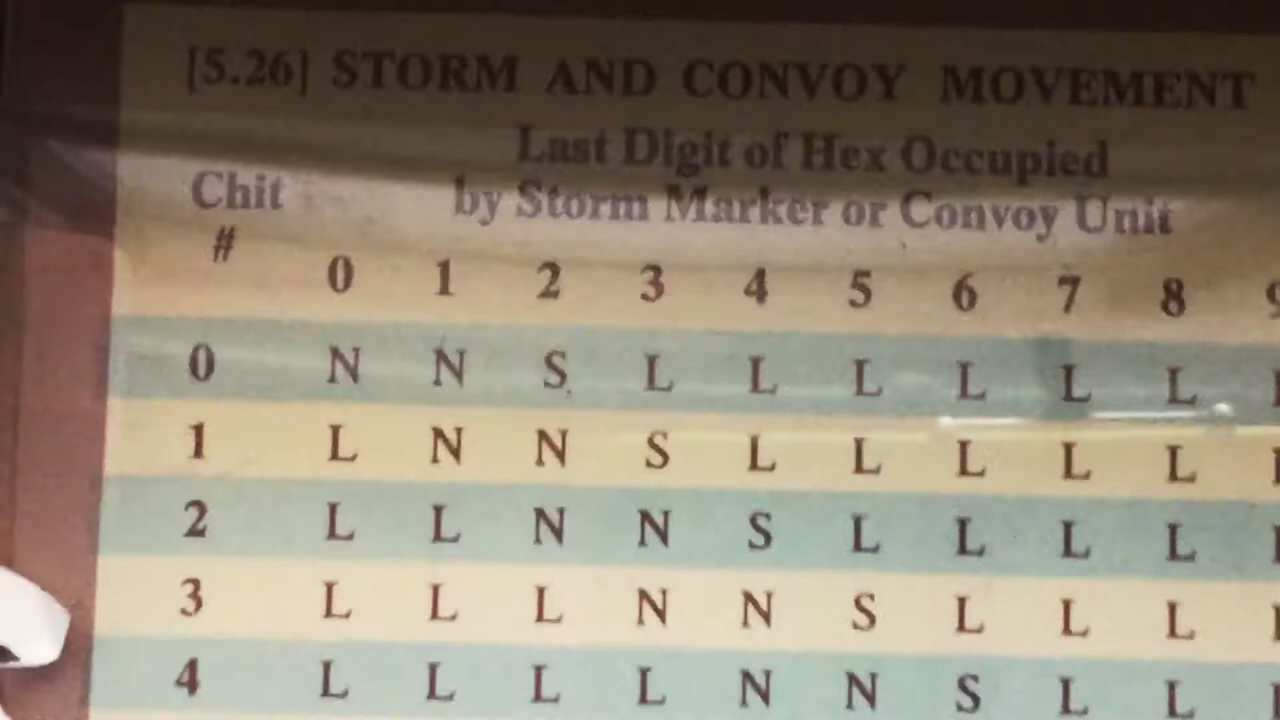 [5.26] STORM AND CONVOY MOVEMENT
Last Digit of Hex Occupied
Chit by Storm Marker or Convoy Unit
#
0 1 2 3 4 5 6 7 8
0 N N S L L L L L L
1 L N N S L L L L L
2 L L N N S L L L L
3 L L L N N S L L L
4 L L L L N N S L L